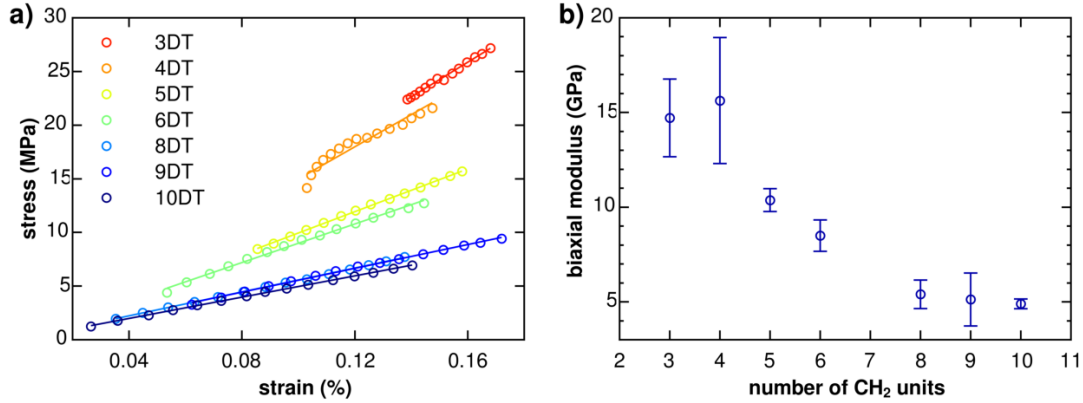 a)
30
25
20
15
10
5
0
stress (MPa)
3DT
4DT
5DT
6DT
8DT
9DT
10DT
0.04 0.08 0.12 0.16
strain (%)
b)
20
15
10
5
biaxial modulus (GPa)
2 3 4 5 6 7 8 9 10 11
number of CH₂ units